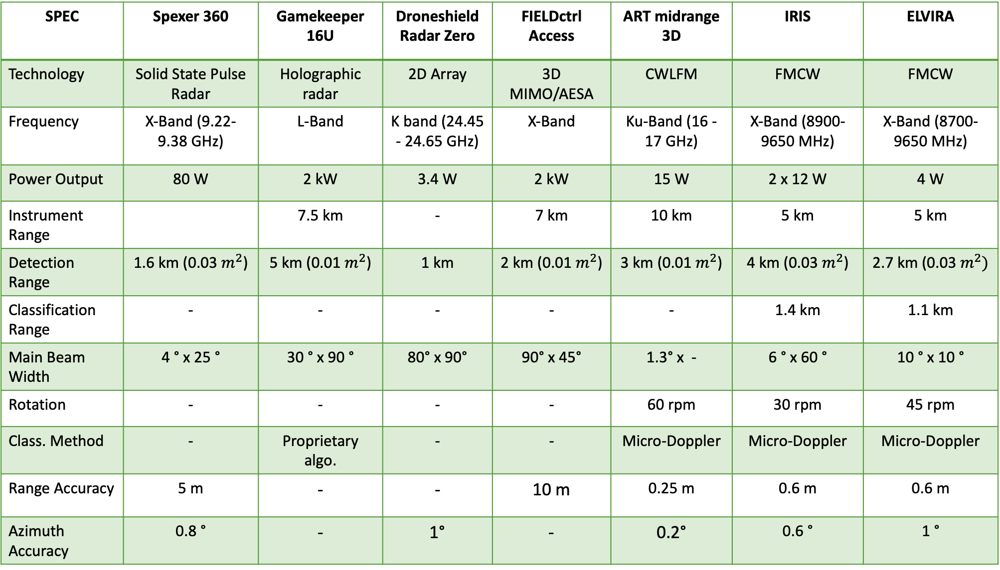 SPEC
Spexer 360
Gamekeeper
16U
Droneshield
Radar Zero
FIELDctrl
Access
ART midrange
3D
IRIS
ELVIRA
Technology
Solid State Pulse
Radar
Holographic
radar
2D Array
3D
MIMO/AESA
CWLFM
FMCW
FMCW
Frequency
X-Band (9.22-
9.38 GHz)
L-Band
K band (24.45
- 24.65 GHz)
X-Band
Ku-Band (16 -
17 GHz)
X-Band (8900-
9650 MHz)
X-Band (8700-
9650 MHz)
Power Output
80 W
2 kW
3.4 W
2 kW
15 W
2 x 12 W
4 W
Instrument
Range
7.5 km
-
7 km
10 km
5 km
5 km
Detection
Range
1.6 km (0.03 m²)
5 km (0.01 m²)
1 km
2 km (0.01 m²)
3 km (0.01 m²)
4 km (0.03 m²)
2.7 km (0.03 m²)
Classification
Range
-
-
-
-
-
1.4 km
1.1 km
Main Beam
Width
4 ° x 25 °
30 ° x 90 °
80° x 90°
90° x 45°
1.3° x -
6 ° x 60 °
10 ° x 10 °
Rotation
-
-
-
-
60 rpm
30 rpm
45 rpm
Class. Method
-
Proprietary
algo.
-
-
Micro-Doppler
Micro-Doppler
Micro-Doppler
Range Accuracy
5 m
-
-
10 m
0.25 m
0.6 m
0.6 m
Azimuth
Accuracy
0.8 °
-
1°
-
0.2°
0.6 °
1 °